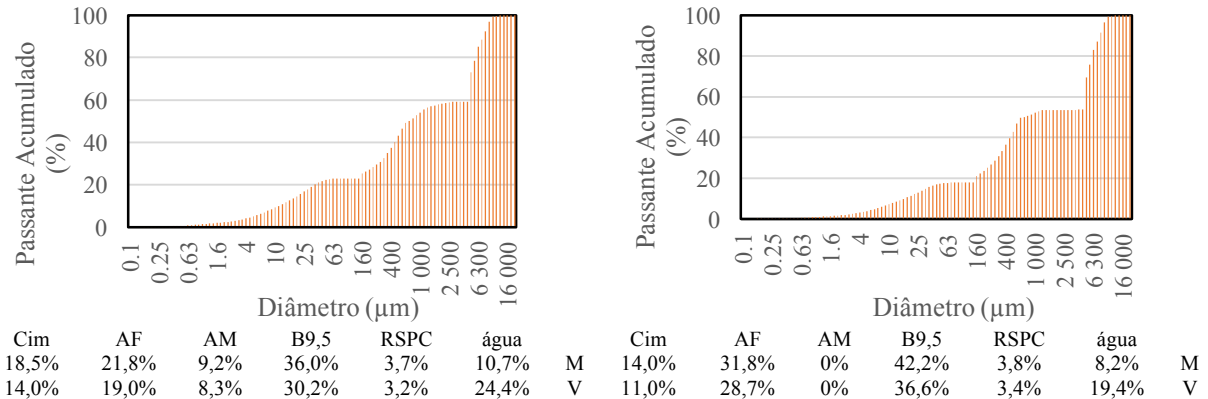 Passante Acumulado
(%)
100
80
60
40
20
0
0.1 0.25 0.63 1.6 4 10 25 63 160 400 1 000 2 500 6 300 16 000
Diâmetro (µm)
Cim AF AM B9,5 RSPC água
18,5% 21,8% 9,2% 36,0% 3,7% 10,7% M
14,0% 19,0% 8,3% 30,2% 3,2% 24,4% V
Passante Acumulado
(%)
100
80
60
40
20
0
0.1 0.25 0.63 1.6 4 10 25 63 160 400 1 000 2 500 6 300 16 000
Diâmetro (µm)
Cim AF AM B9,5 RSPC água
14,0% 31,8% 0% 42,2% 3,8% 8,2% M
11,0% 28,7% 0% 36,6% 3,4% 19,4% V